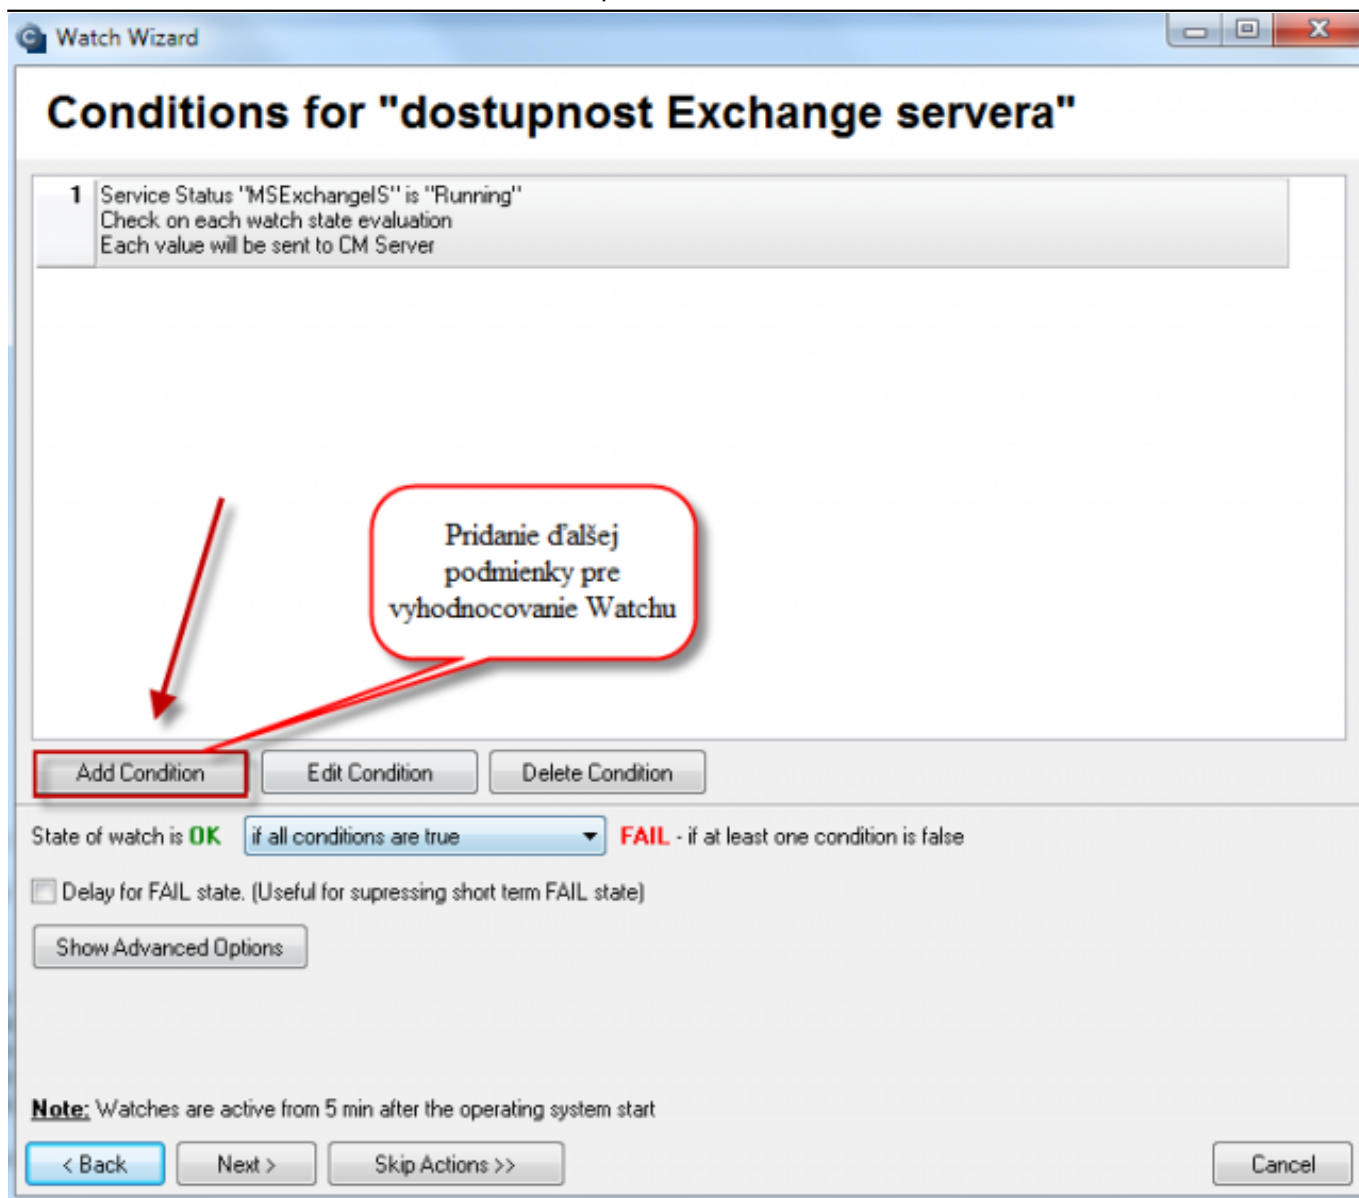 Watch Wizard
Conditions for "dostupnost Exchange servera"
1 Service Status "MSExchangeIS" is "Running"
Check on each watch state evaluation
Each value will be sent to CM Server
Pridanie ďalšej
podmienky pre
vyhodnocovanie Watchu
Add Condition Edit Condition Delete Condition
State of watch is OK if all conditions are true FAIL - if at least one condition is false
Delay for FAIL state. (Useful for supressing short term FAIL state)
Show Advanced Options
Note: Watches are active from 5 min after the operating system start
< Back Next > Skip Actions >> Cancel